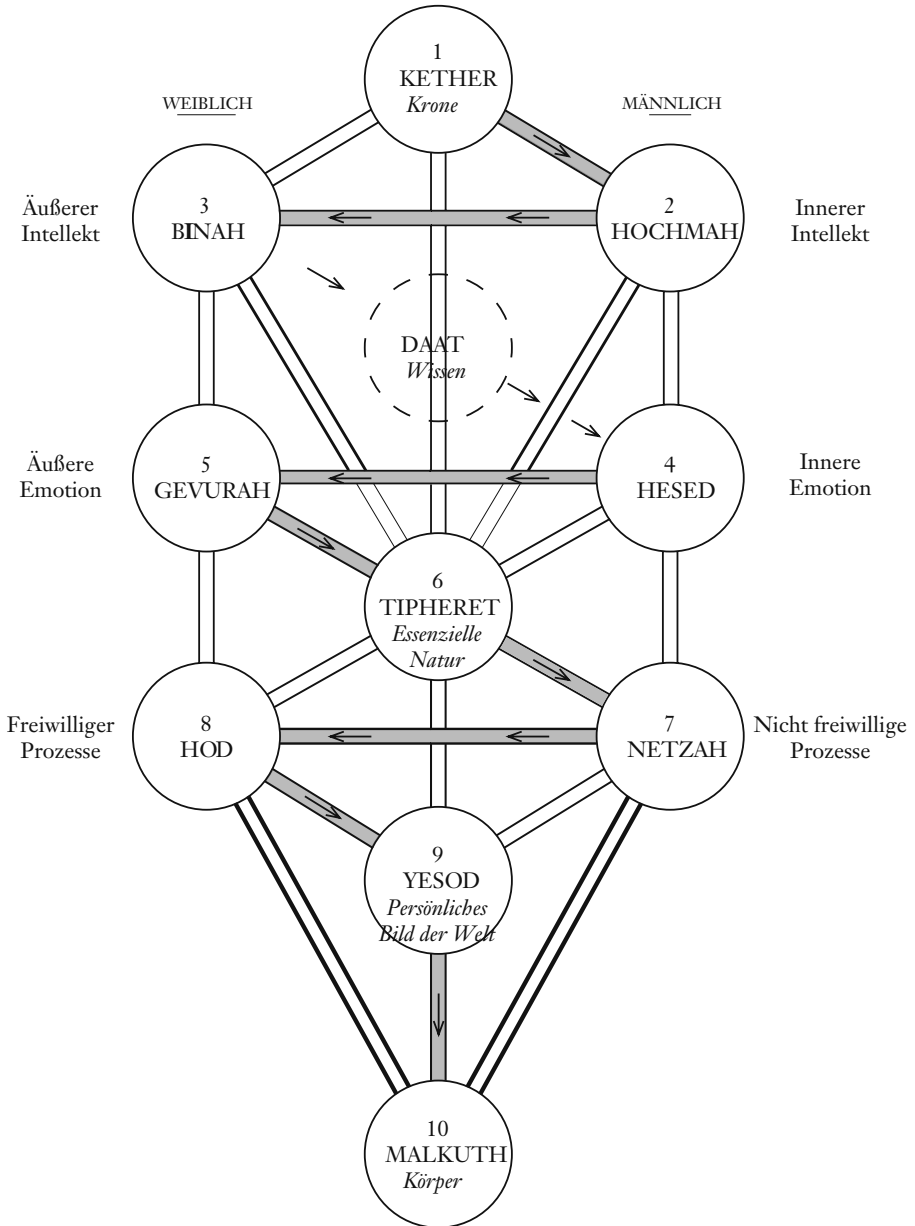 1
KETHER
Krone
WEIBLICH
MÄNNLICH
Äußerer
Intellekt
3
BINAH
2
HOCHMAH
Innerer
Intellekt
DAAT
Wissen
Äußere
Emotion
5
GEVURAH
4
HESED
Innere
Emotion
6
TIPHERET
Essenzielle
Natur
Freiwilliger
Prozesse
8
HOD
7
NETZAH
Nicht freiwillige
Prozesse
9
YESOD
Persönliches
Bild der Welt
10
MALKUTH
Körper